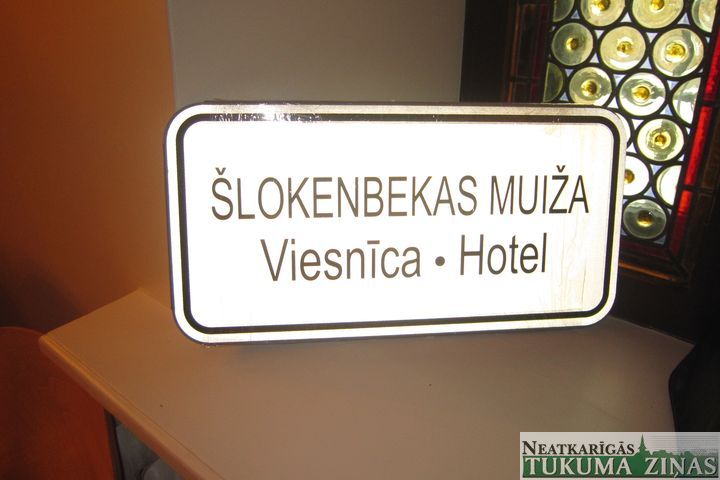 ŠLOKENBEKAS MUIŽA
Viesnīca • Hotel
NEATKARĪGĀS
TUKUMA ZIŅAS